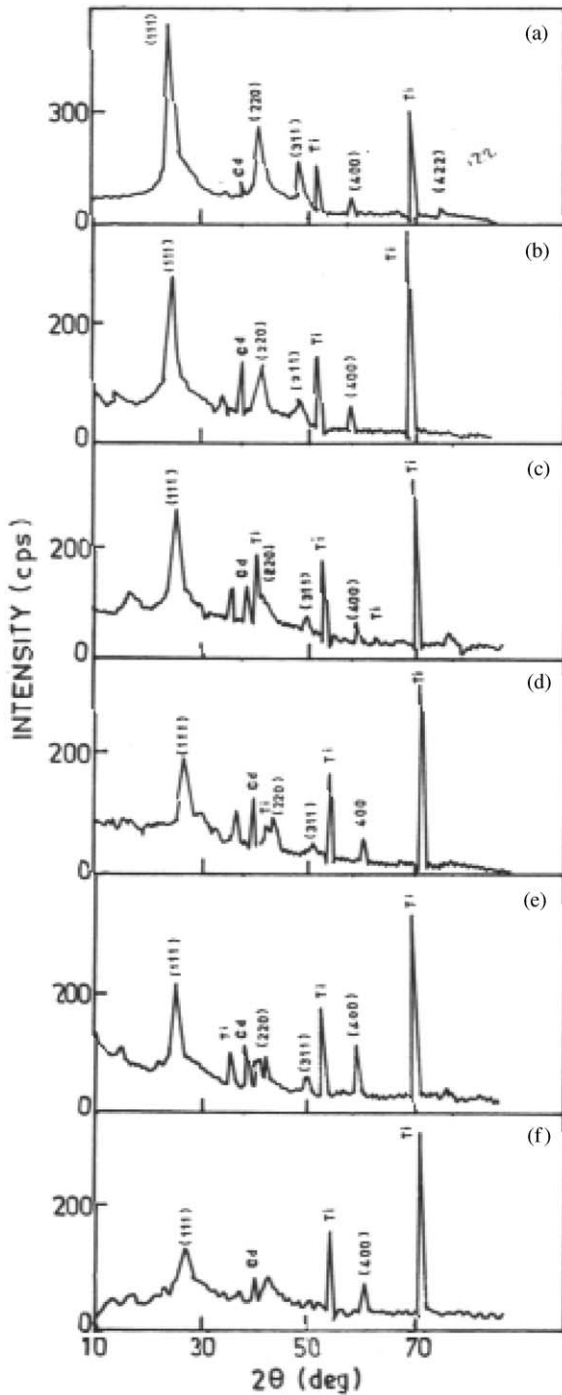 (a)
(111)
300
(220)
Cd
(311)
Ti
(400)
Ti
(422)
0
(b)
(111)
200
Cd
(220)
(311)
Ti
(400)
Ti
0
(c)
(111)
200
Cd
Ti
(220)
(311)
Ti
(400)
Ti
Ti
0
(d)
(111)
200
Cd
Ti
(220)
(311)
Ti
400
Ti
0
(e)
(111)
200
Ti
Cd
(220)
(311)
Ti
(400)
Ti
0
(f)
(111)
200
Cd
Ti
(400)
Ti
0
INTENSITY (cps)
10 30 50 70
2θ (deg)